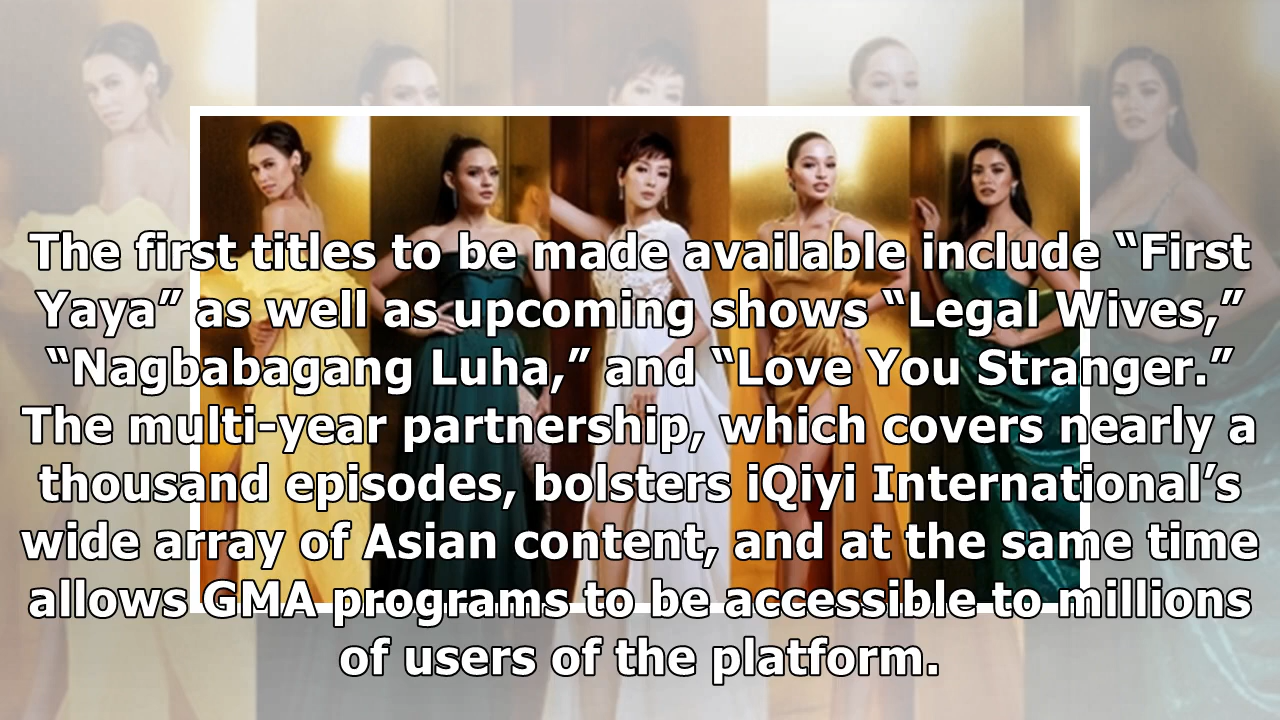 The first titles to be made available include “First
Yaya” as well as upcoming shows “Legal Wives,”
“Nagbabagang Luha,” and “Love You Stranger.”
The multi-year partnership, which covers nearly a
thousand episodes, bolsters iQiyi International’s
wide array of Asian content, and at the same time
allows GMA programs to be accessible to millions
of users of the platform.